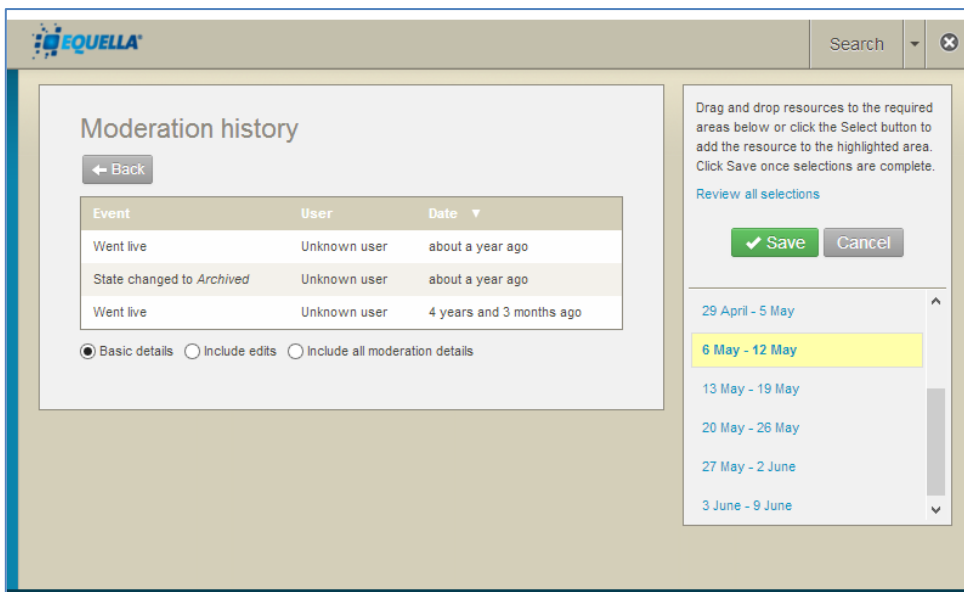 EQUELLA®
Search
Moderation history
← Back
Event User Date ▼
Went live Unknown user about a year ago
State changed to Archived Unknown user about a year ago
Went live Unknown user 4 years and 3 months ago
Basic details Include edits Include all moderation details
Drag and drop resources to the required
areas below or click the Select button to
add the resource to the highlighted area.
Click Save once selections are complete.
Review all selections
Save Cancel
29 April - 5 May
6 May - 12 May
13 May - 19 May
20 May - 26 May
27 May - 2 June
3 June - 9 June